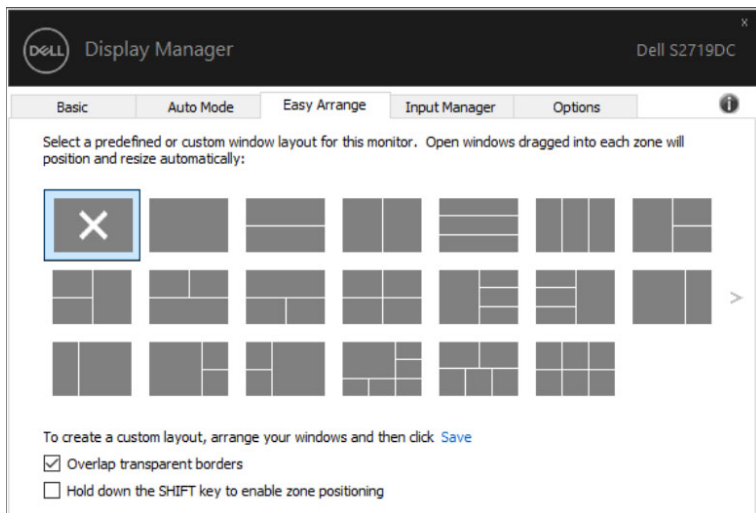 x
DELL
Display Manager
Dell S2719DC
Basic
Auto Mode
Easy Arrange
Input Manager
Options
i
Select a predefined or custom window layout for this monitor. Open windows dragged into each zone will
position and resize automatically:
>
To create a custom layout, arrange your windows and then click Save
Overlap transparent borders
Hold down the SHIFT key to enable zone positioning